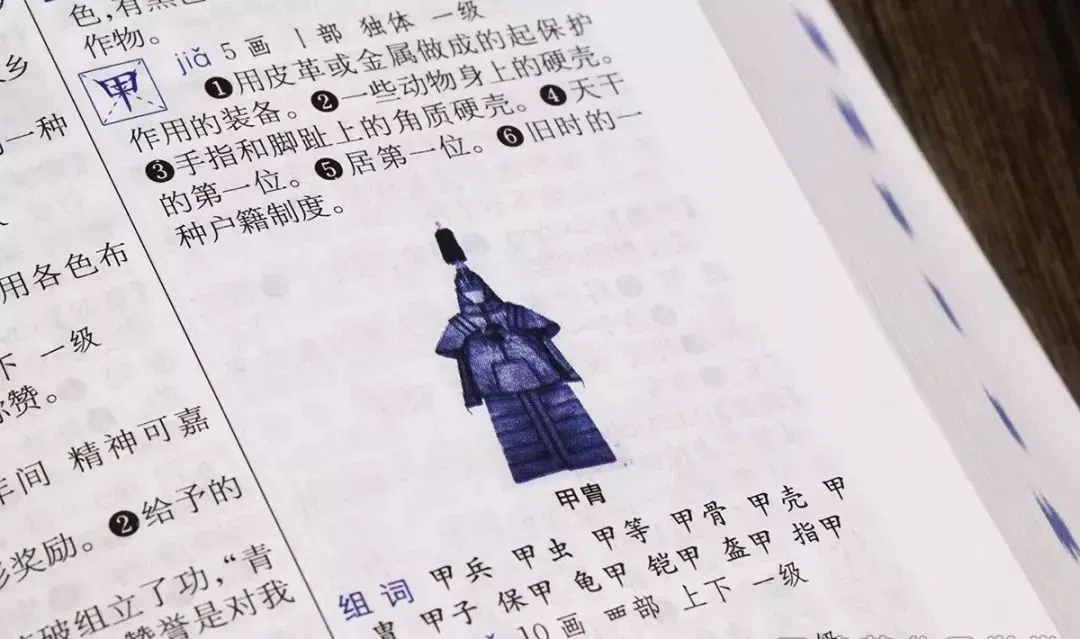 乡
一种
用各色布
下 一级
赞。
年间 精神可嘉
奖励。❷给予的
破组立了功,“青
赞誉是对我
色,有黑色
作物。
甲 jiǎ 5画 丨部 独体 一级
❶用皮革或金属做成的起保护
作用的装备。❷一些动物身上的硬壳。
❸手指和脚趾上的角质硬壳。❹天干
的第一位。❺居第一位。❻旧时的一
种户籍制度。
甲胄
组词 甲兵 甲虫 甲等 甲骨 甲壳 甲
胄 甲子 保甲 龟甲 铠甲 盔甲 指甲
10画 覀部 上下 一级